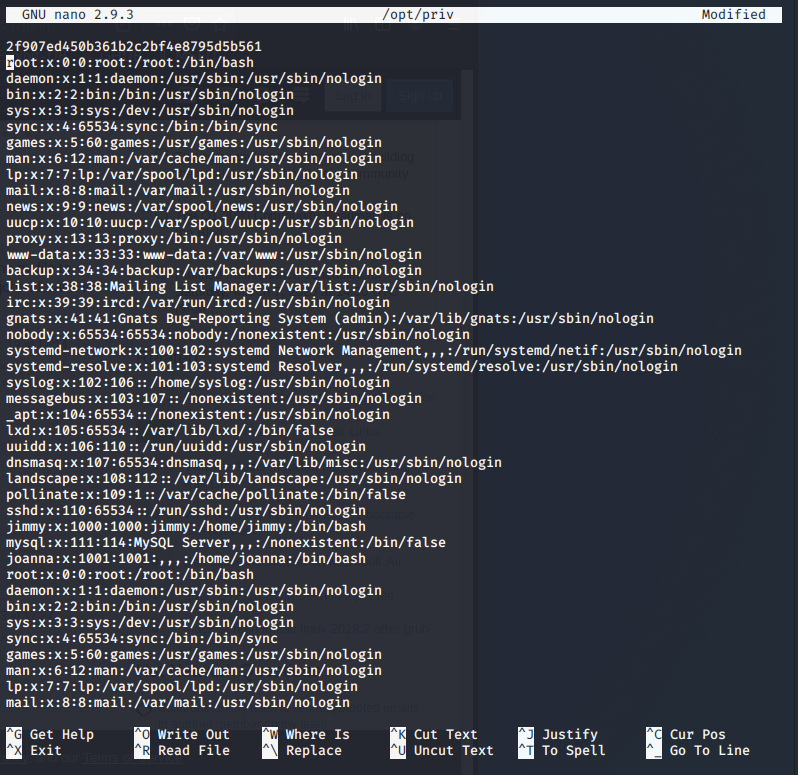 GNU nano 2.9.3 /opt/priv Modified
2f907ed450b361b2c2bf4e8795d5b561
root:x:0:0:root:/root:/bin/bash
daemon:x:1:1:daemon:/usr/sbin:/usr/sbin/nologin
bin:x:2:2:bin:/bin:/usr/sbin/nologin
sys:x:3:3:sys:/dev:/usr/sbin/nologin
sync:x:4:65534:sync:/bin:/bin/sync
games:x:5:60:games:/usr/games:/usr/sbin/nologin
man:x:6:12:man:/var/cache/man:/usr/sbin/nologin
lp:x:7:7:lp:/var/spool/lpd:/usr/sbin/nologin
mail:x:8:8:mail:/var/mail:/usr/sbin/nologin
news:x:9:9:news:/var/spool/news:/usr/sbin/nologin
uucp:x:10:10:uucp:/var/spool/uucp:/usr/sbin/nologin
proxy:x:13:13:proxy:/bin:/usr/sbin/nologin
www-data:x:33:33:www-data:/var/www:/usr/sbin/nologin
backup:x:34:34:backup:/var/backups:/usr/sbin/nologin
list:x:38:38:Mailing List Manager:/var/list:/usr/sbin/nologin
irc:x:39:39:ircd:/var/run/ircd:/usr/sbin/nologin
gnats:x:41:41:Gnats Bug-Reporting System (admin):/var/lib/gnats:/usr/sbin/nologin
nobody:x:65534:65534:nobody:/nonexistent:/usr/sbin/nologin
systemd-network:x:100:102:systemd Network Management,,,:/run/systemd/netif:/usr/sbin/nologin
systemd-resolve:x:101:103:systemd Resolver,,,:/run/systemd/resolve:/usr/sbin/nologin
syslog:x:102:106::/home/syslog:/usr/sbin/nologin
messagebus:x:103:107::/nonexistent:/usr/sbin/nologin
_apt:x:104:65534::/nonexistent:/usr/sbin/nologin
lxd:x:105:65534::/var/lib/lxd/:/bin/false
uuidd:x:106:110::/run/uuidd:/usr/sbin/nologin
dnsmasq:x:107:65534:dnsmasq,,,:/var/lib/misc:/usr/sbin/nologin
landscape:x:108:112::/var/lib/landscape:/usr/sbin/nologin
pollinate:x:109:1::/var/cache/pollinate:/bin/false
sshd:x:110:65534::/run/sshd:/usr/sbin/nologin
jimmy:x:1000:1000:jimmy:/home/jimmy:/bin/bash
mysql:x:111:114:MySQL Server,,,:/nonexistent:/bin/false
joanna:x:1001:1001:,,,:/home/joanna:/bin/bash
root:x:0:0:root:/root:/bin/bash
daemon:x:1:1:daemon:/usr/sbin:/usr/sbin/nologin
bin:x:2:2:bin:/bin:/usr/sbin/nologin
sys:x:3:3:sys:/dev:/usr/sbin/nologin
sync:x:4:65534:sync:/bin:/bin/sync
games:x:5:60:games:/usr/games:/usr/sbin/nologin
man:x:6:12:man:/var/cache/man:/usr/sbin/nologin
lp:x:7:7:lp:/var/spool/lpd:/usr/sbin/nologin
mail:x:8:8:mail:/var/mail:/usr/sbin/nologin
^G Get Help ^O Write Out ^W Where Is ^K Cut Text ^J Justify ^C Cur Pos
^X Exit ^R Read File ^\ Replace ^U Uncut Text ^T To Spell ^_ Go To Line